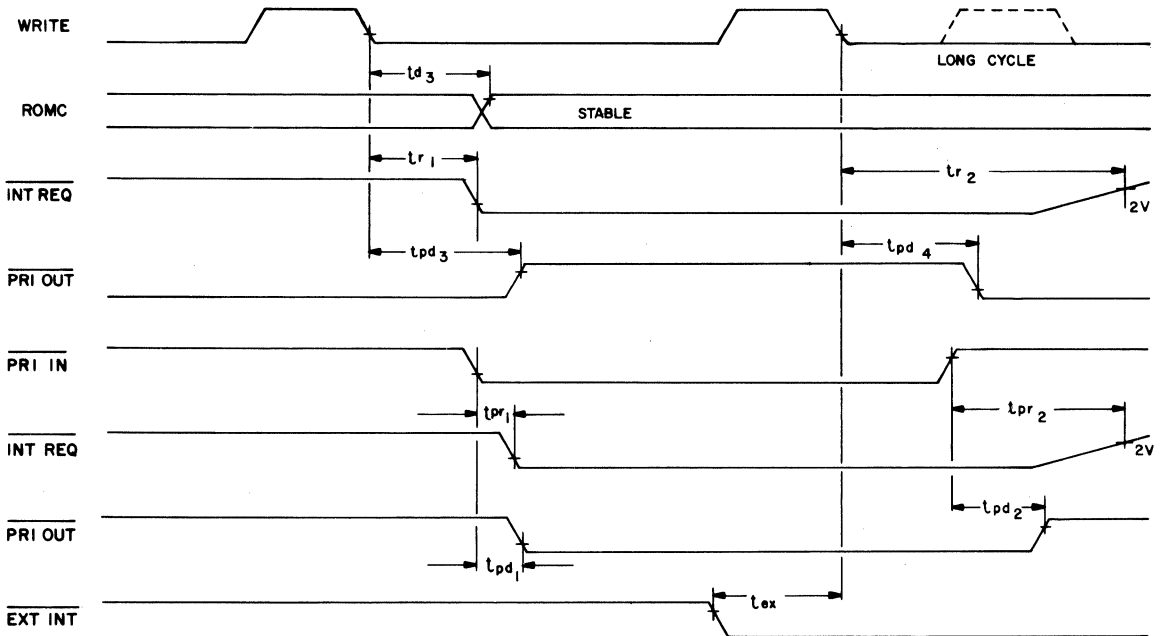 WRITE
LONG CYCLE
td3
ROMC
STABLE
tr1
tr2
INT REQ
2V
tpd3
tpd4
PRI OUT
PRI IN
tpr1
tpr2
INT REQ
2V
tpd2
PRI OUT
tpd1
tex
EXT INT